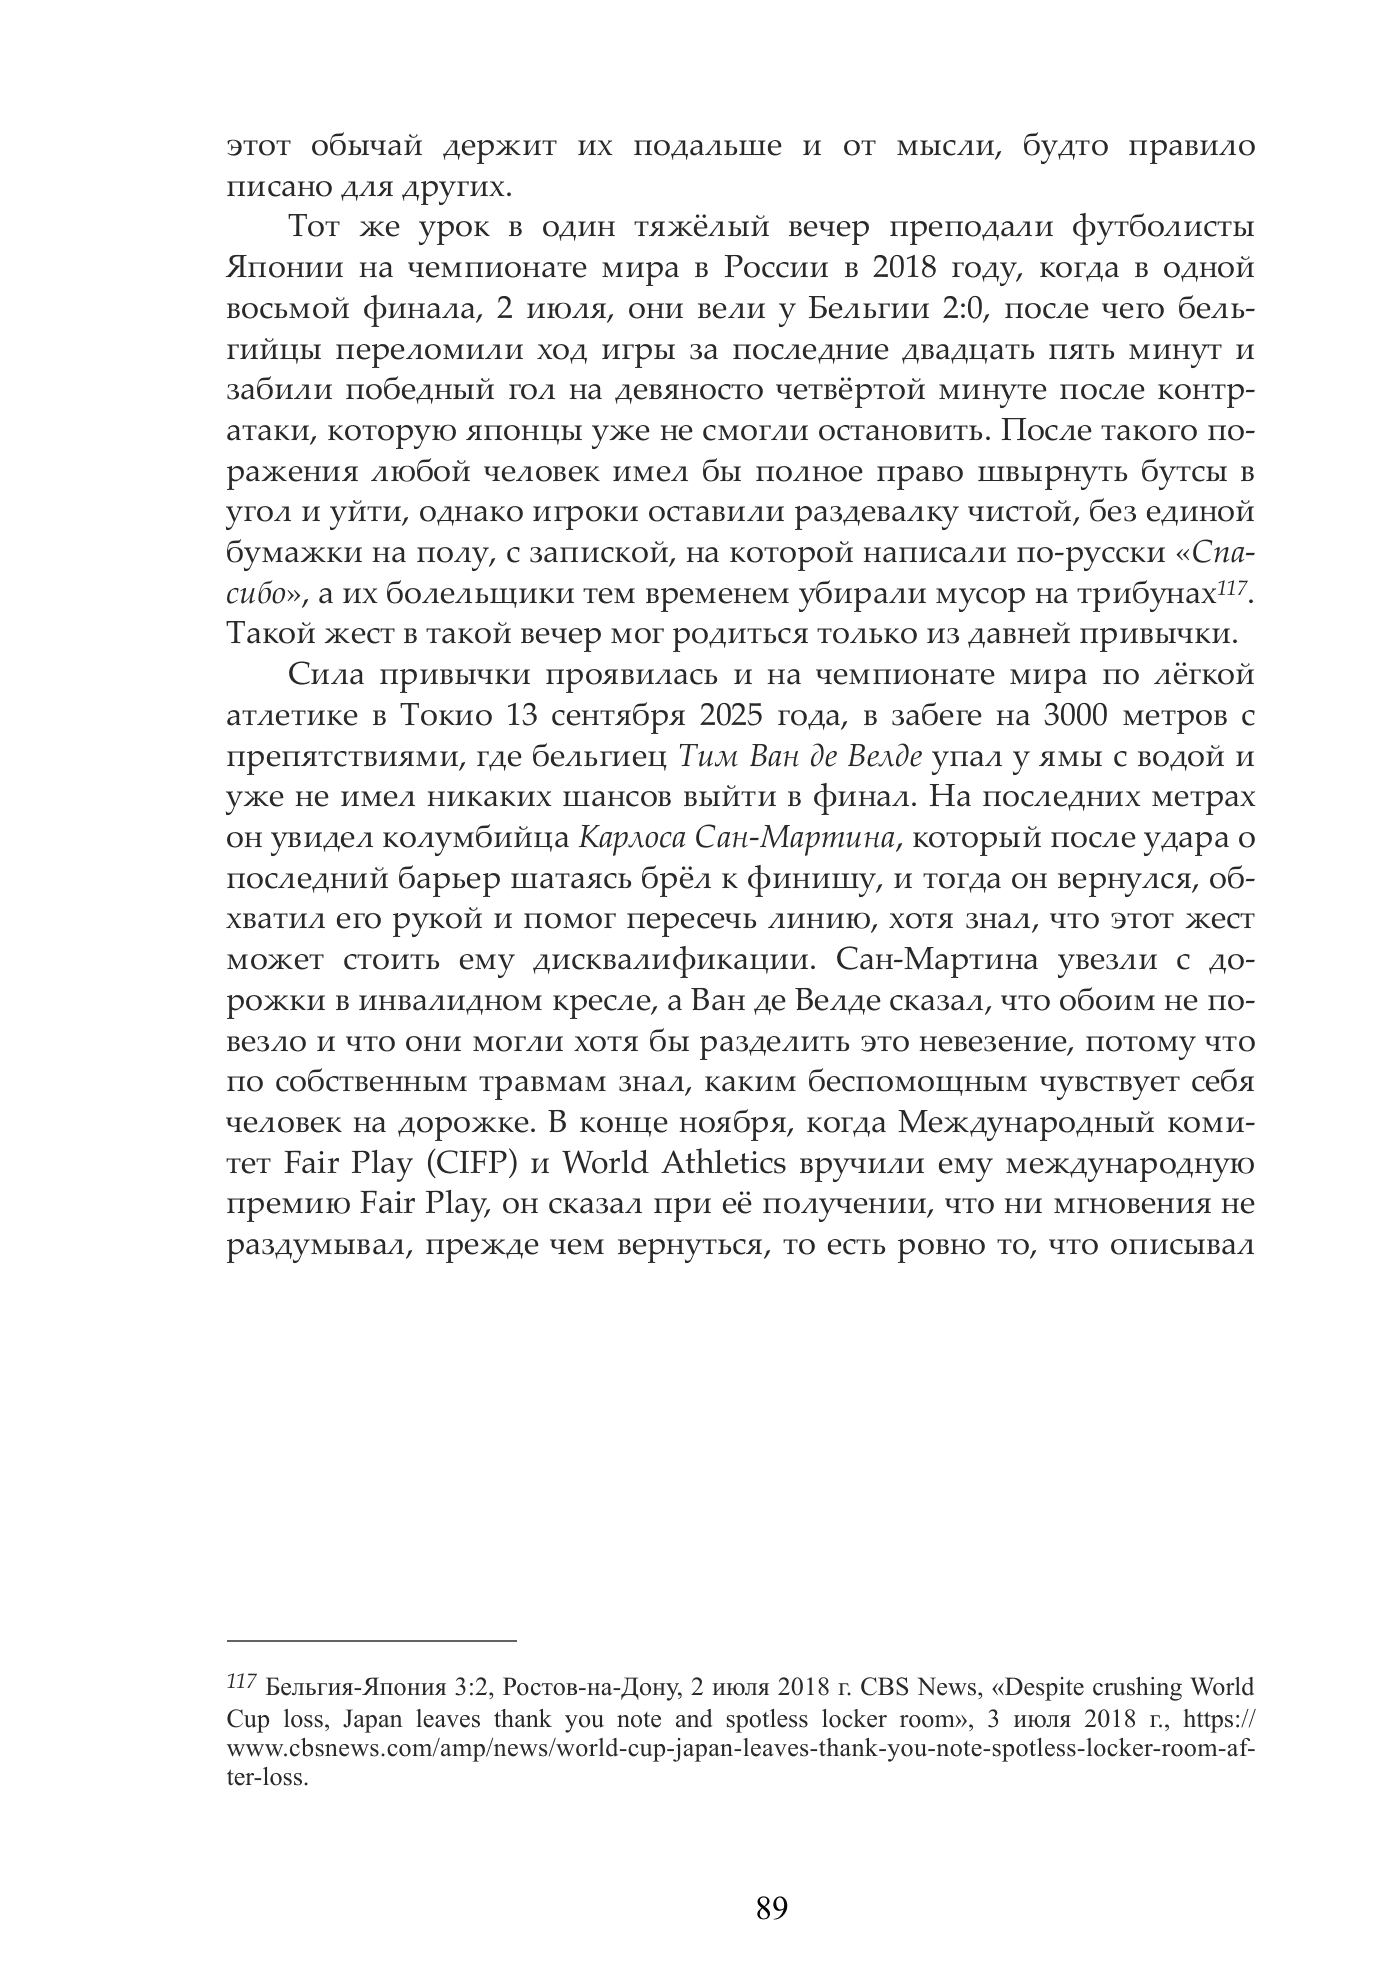 этот обычай держит их подальше и от мысли, будто правило
писано для других.
Тот же урок в один тяжёлый вечер преподали футболисты
Японии на чемпионате мира в России в 2018 году, когда в одной
восьмой финала, 2 июля, они вели у Бельгии 2:0, после чего бель-
гийцы переломили ход игры за последние двадцать пять минут и
забили победный гол на девяносто четвёртой минуте после контр-
атаки, которую японцы уже не смогли остановить. После такого по-
ражения любой человек имел бы полное право швырнуть бутсы в
угол и уйти, однако игроки оставили раздевалку чистой, без единой
бумажки на полу, с запиской, на которой написали по-русски «Спа-
сибо», а их болельщики тем временем убирали мусор на трибунах117.
Такой жест в такой вечер мог родиться только из давней привычки.
Сила привычки проявилась и на чемпионате мира по лёгкой
атлетике в Токио 13 сентября 2025 года, в забеге на 3000 метров с
препятствиями, где бельгиец Тим Ван де Велде упал у ямы с водой и
уже не имел никаких шансов выйти в финал. На последних метрах
он увидел колумбийца Карлоса Сан-Мартина, который после удара о
последний барьер шатаясь брёл к финишу, и тогда он вернулся, об-
хватил его рукой и помог пересечь линию, хотя знал, что этот жест
может стоить ему дисквалификации. Сан-Мартина увезли с до-
рожки в инвалидном кресле, а Ван де Велде сказал, что обоим не по-
везло и что они могли хотя бы разделить это невезение, потому что
по собственным травмам знал, каким беспомощным чувствует себя
человек на дорожке. В конце ноября, когда Международный коми-
тет Fair Play (CIFP) и World Athletics вручили ему международную
премию Fair Play, он сказал при её получении, что ни мгновения не
раздумывал, прежде чем вернуться, то есть ровно то, что описывал
117 Бельгия-Япония 3:2, Ростов-на-Дону, 2 июля 2018 г. CBS News, «Despite crushing World
Cup loss, Japan leaves thank you note and spotless locker room», 3 июля 2018 г., https://
www.cbsnews.com/amp/news/world-cup-japan-leaves-thank-you-note-spotless-locker-room-af-
ter-loss.
89